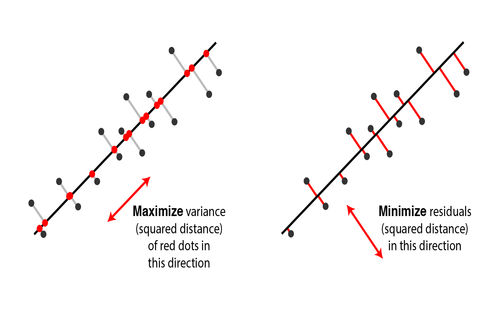 Maximize variance
(squared distance)
of red dots in
this direction
Minimize residuals
(squared distance)
in this direction